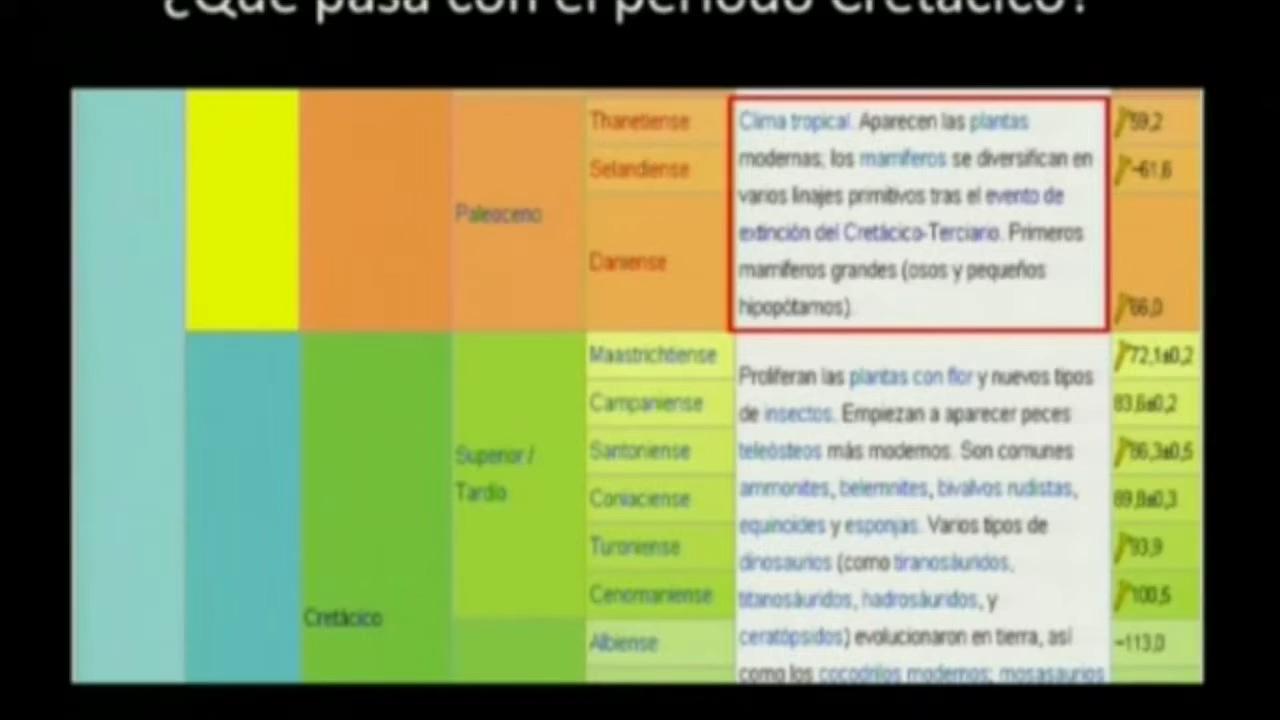 ¿Qué pasa con el período Cretácico?
Thanetiense
Selandiense
Paleoceno
Daniense
Clima tropical. Aparecen las plantas
modernas; los mamíferos se diversifican en
varios linajes primitivos tras el evento de
extinción del Cretácico-Terciario. Primeros
mamíferos grandes (osos y pequeños
hipopótamos).
59,2
~61,6
66,0
Cretácico
Superior /
Tardío
Maastrichtiense
Campaniense
Santoniense
Coniaciense
Turoniense
Cenomaniense
Albiense
Proliferan las plantas con flor y nuevos tipos
de insectos. Empiezan a aparecer peces
teleósteos más modernos. Son comunes
ammonites, belemnites, bivalvos rudistas,
equinoides y esponjas. Varios tipos de
dinosaurios (como tiranosáuridos,
titanosáuridos, hadrosáuridos, y
ceratópsidos) evolucionaron en tierra, así
como los cocodrilos modernos; mosasaurios
72,1±0,2
83,6±0,2
86,3±0,5
89,8±0,3
93,9
100,5
~113,0